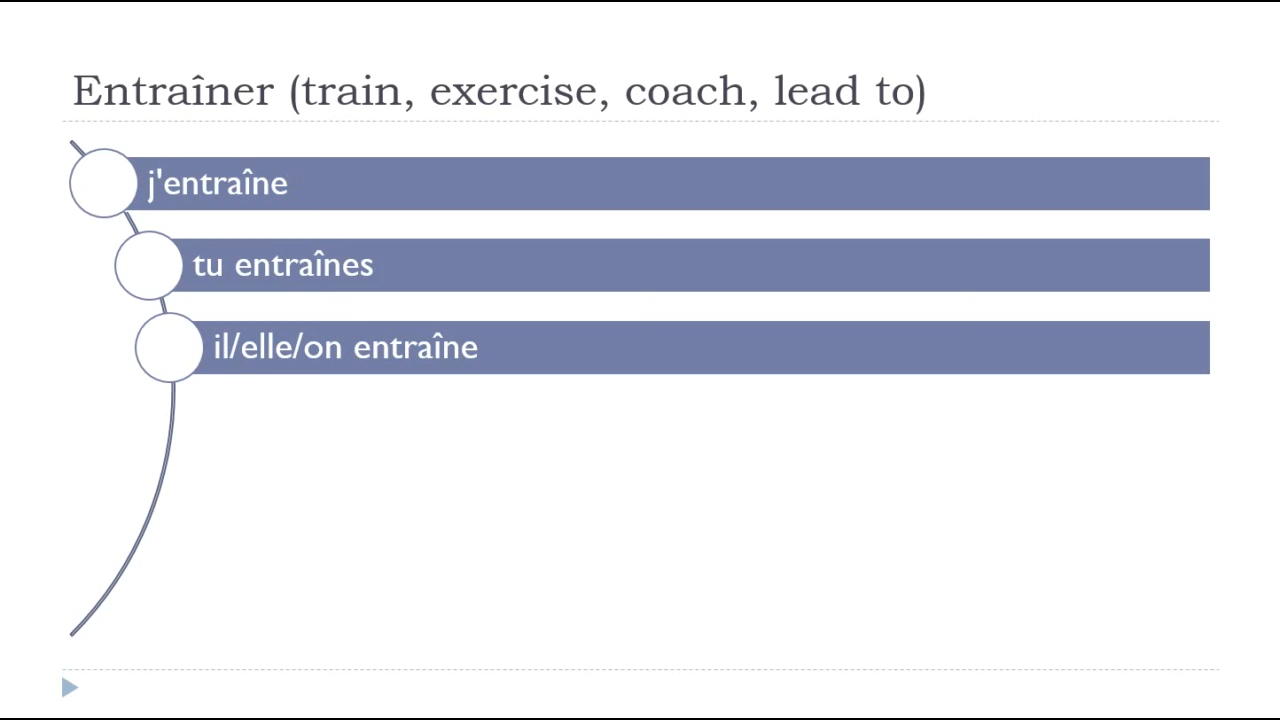 Entraîner (train, exercise, coach, lead to)
j'entraîne
tu entraînes
il/elle/on entraîne